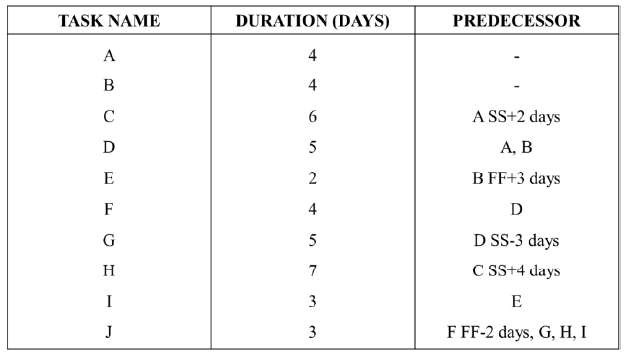 TASK NAME DURATION (DAYS) PREDECESSOR
A 4 -
B 4 -
C 6 A SS+2 days
D 5 A, B
E 2 B FF+3 days
F 4 D
G 5 D SS-3 days
H 7 C SS+4 days
I 3 E
J 3 F FF-2 days, G, H, I